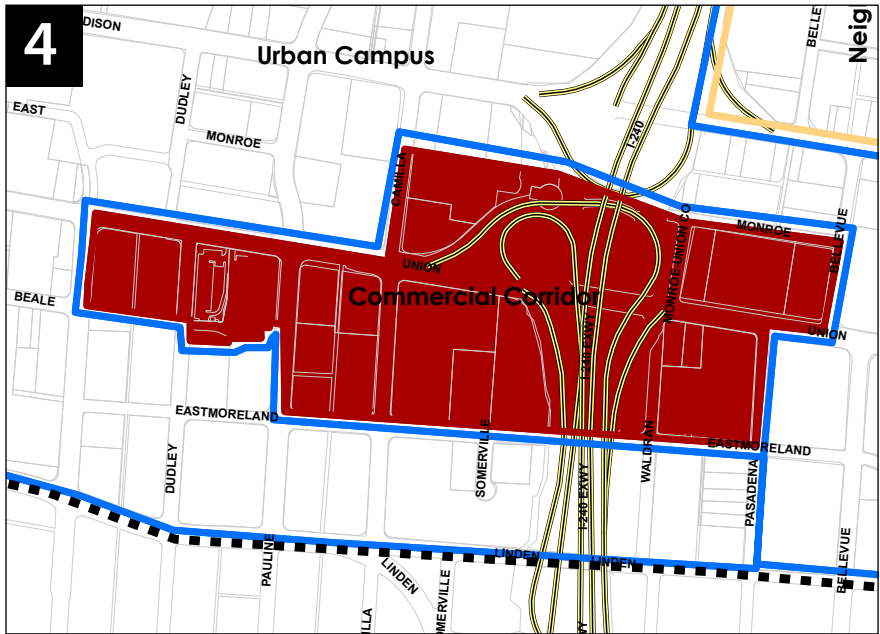 4
DISON
Urban Campus
BELLE
Neig
EAST
DUDLEY
MONROE
I-240
CAMILLA
MONROE UNION CO
MONROE
BELLEVUE
UNION
BEALE
Commercial Corridor
UNION
I-240 EXWY
EASTMORELAND
EASTMORELAND
DUDLEY
SOMERVILLE
WALDRAN
PASADENA
I-240 EXWY
PAULINE
LINDEN
LINDEN
LINDEN
BELLEVUE
ILLA
OMERVILLE
WY